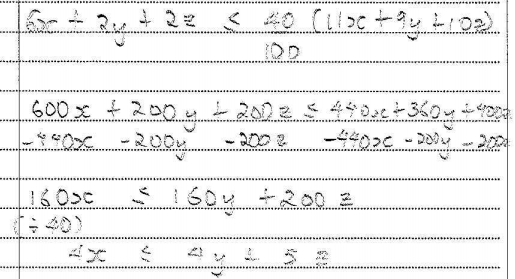 6x + 2y + 2z ≤ 40 (11x + 9y + 10z)
100
600x + 200y + 200z ≤ 440x + 360y + 400z
-440x -200y -200z -440x -200y -200z
160x ≤ 160y + 200z
(÷40)
4x ≤ 4y + 5z